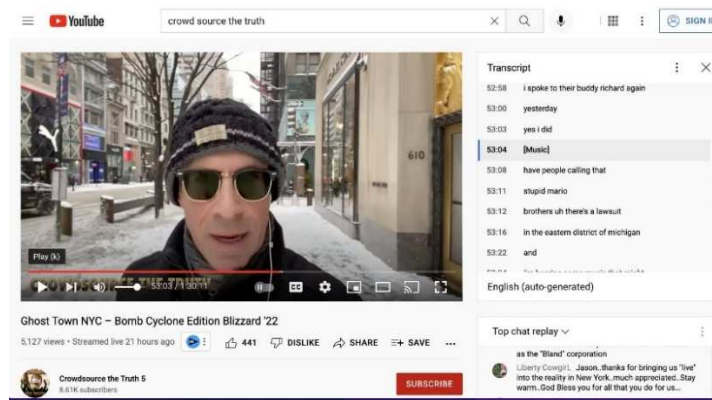 YouTube
crowd source the truth
SIGN I
610
Play (k)
53:03 / 1:30:11
CC
Ghost Town NYC – Bomb Cyclone Edition Blizzard '22
5,127 views • Streamed live 21 hours ago
441
DISLIKE
SHARE
SAVE
Crowdsource the Truth 5
8.61K subscribers
SUBSCRIBE
Transcript
52:58 i spoke to their buddy richard again
53:00 yesterday
53:03 yes i did
53:04 [Music]
53:08 have people calling that
53:11 stupid mario
53:12 brothers uh there's a lawsuit
53:16 in the eastern district of michigan
53:22 and
English (auto-generated)
Top chat replay
as the "Bland" corporation
Liberty CowgirL Jason..thanks for bringing us "live"
into the reality in New York..much appreciated..Stay
warm..God Bless you for all that you do for us...